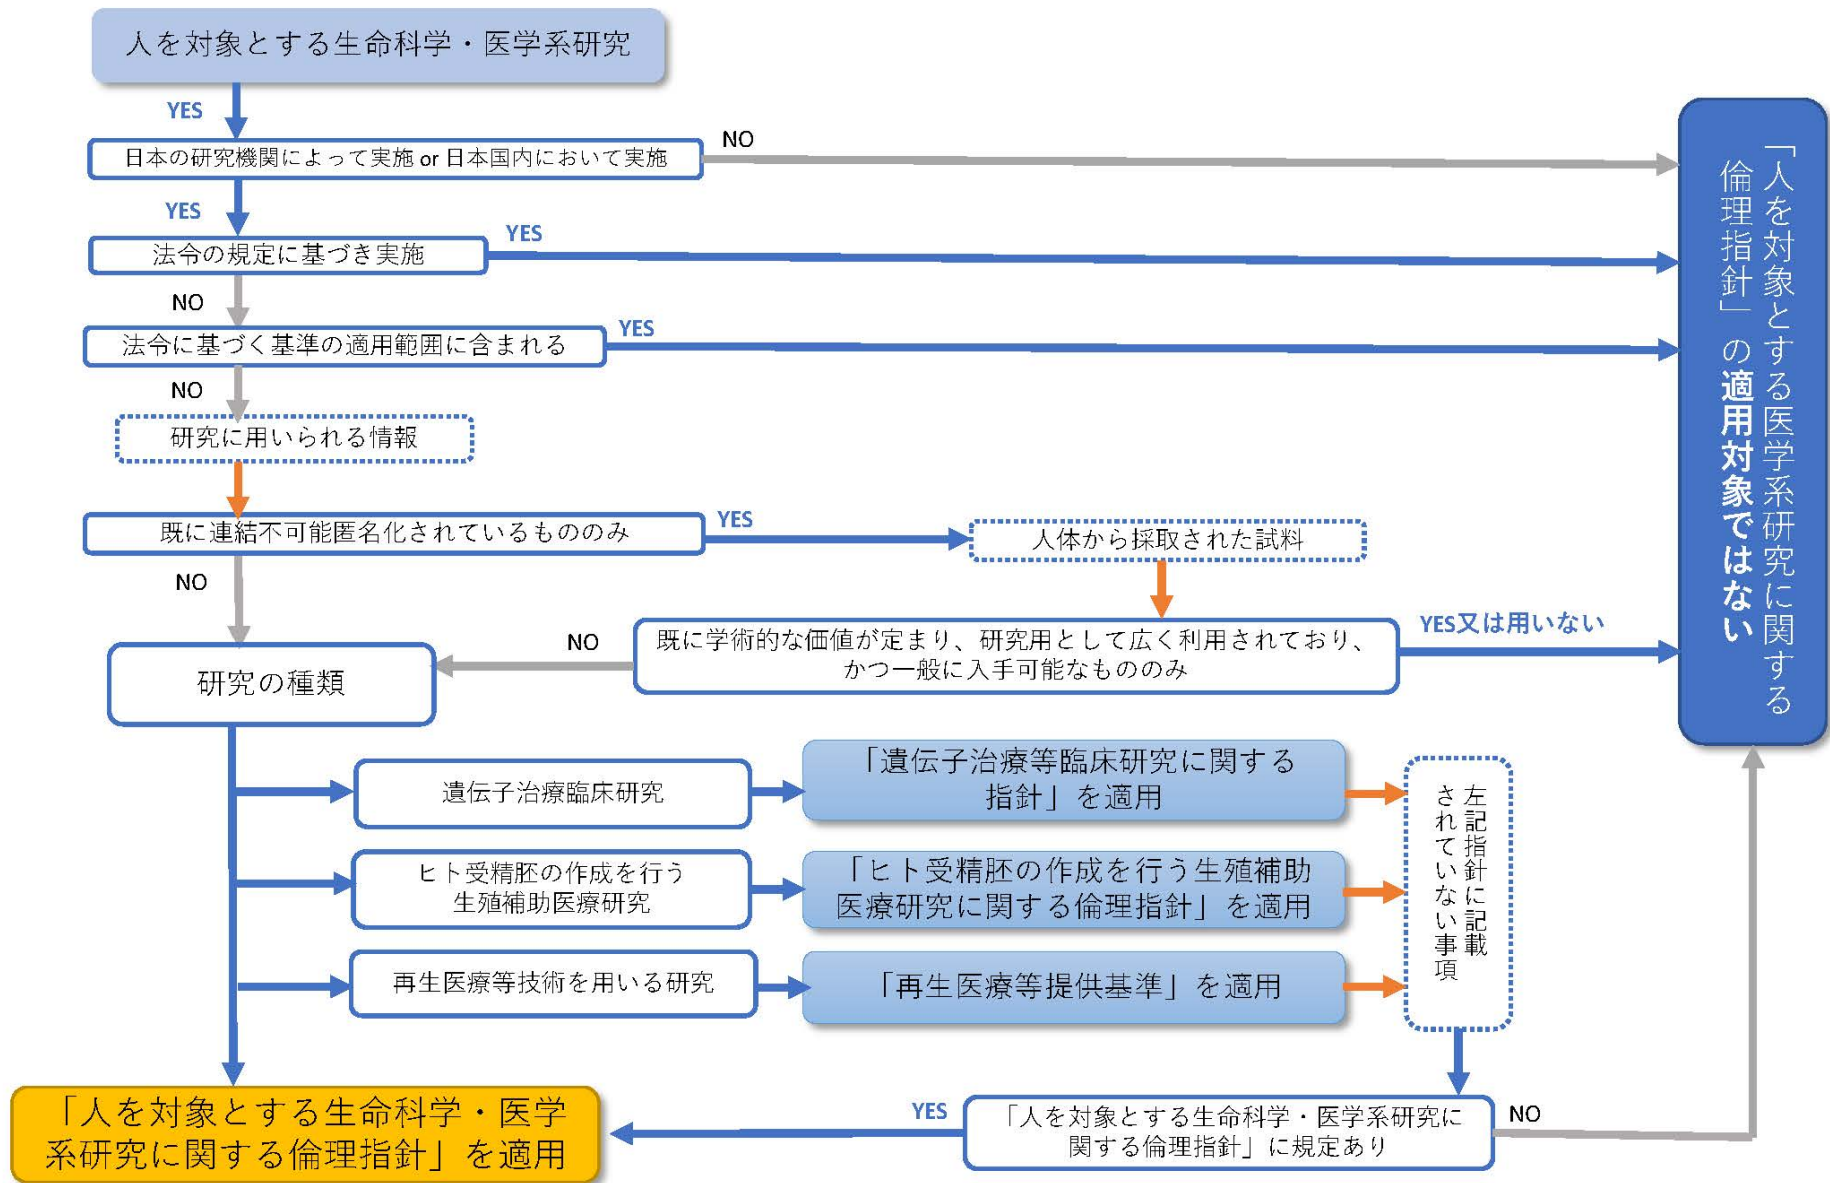 人を対象とする生命科学・医学系研究
YES
日本の研究機関によって実施 or 日本国内において実施
NO
YES
法令の規定に基づき実施
YES
NO
法令に基づく基準の適用範囲に含まれる
YES
NO
研究に用いられる情報
既に連結不可能匿名化されているもののみ
YES
人体から採取された試料
NO
既に学術的な価値が定まり、研究用として広く利用されており、
かつ一般に入手可能なもののみ
NO
YES又は用いない
「人を対象とする医学系研究に関する
倫理指針」の適用対象ではない
研究の種類
遺伝子治療臨床研究
「遺伝子治療等臨床研究に関する
指針」を適用
ヒト受精胚の作成を行う
生殖補助医療研究
「ヒト受精胚の作成を行う生殖補助
医療研究に関する倫理指針」を適用
再生医療等技術を用いる研究
「再生医療等提供基準」を適用
左記指針に記載
されていない事項
「人を対象とする生命科学・医学系研究に
関する倫理指針」に規定あり
NO
YES
「人を対象とする生命科学・医学
系研究に関する倫理指針」を適用